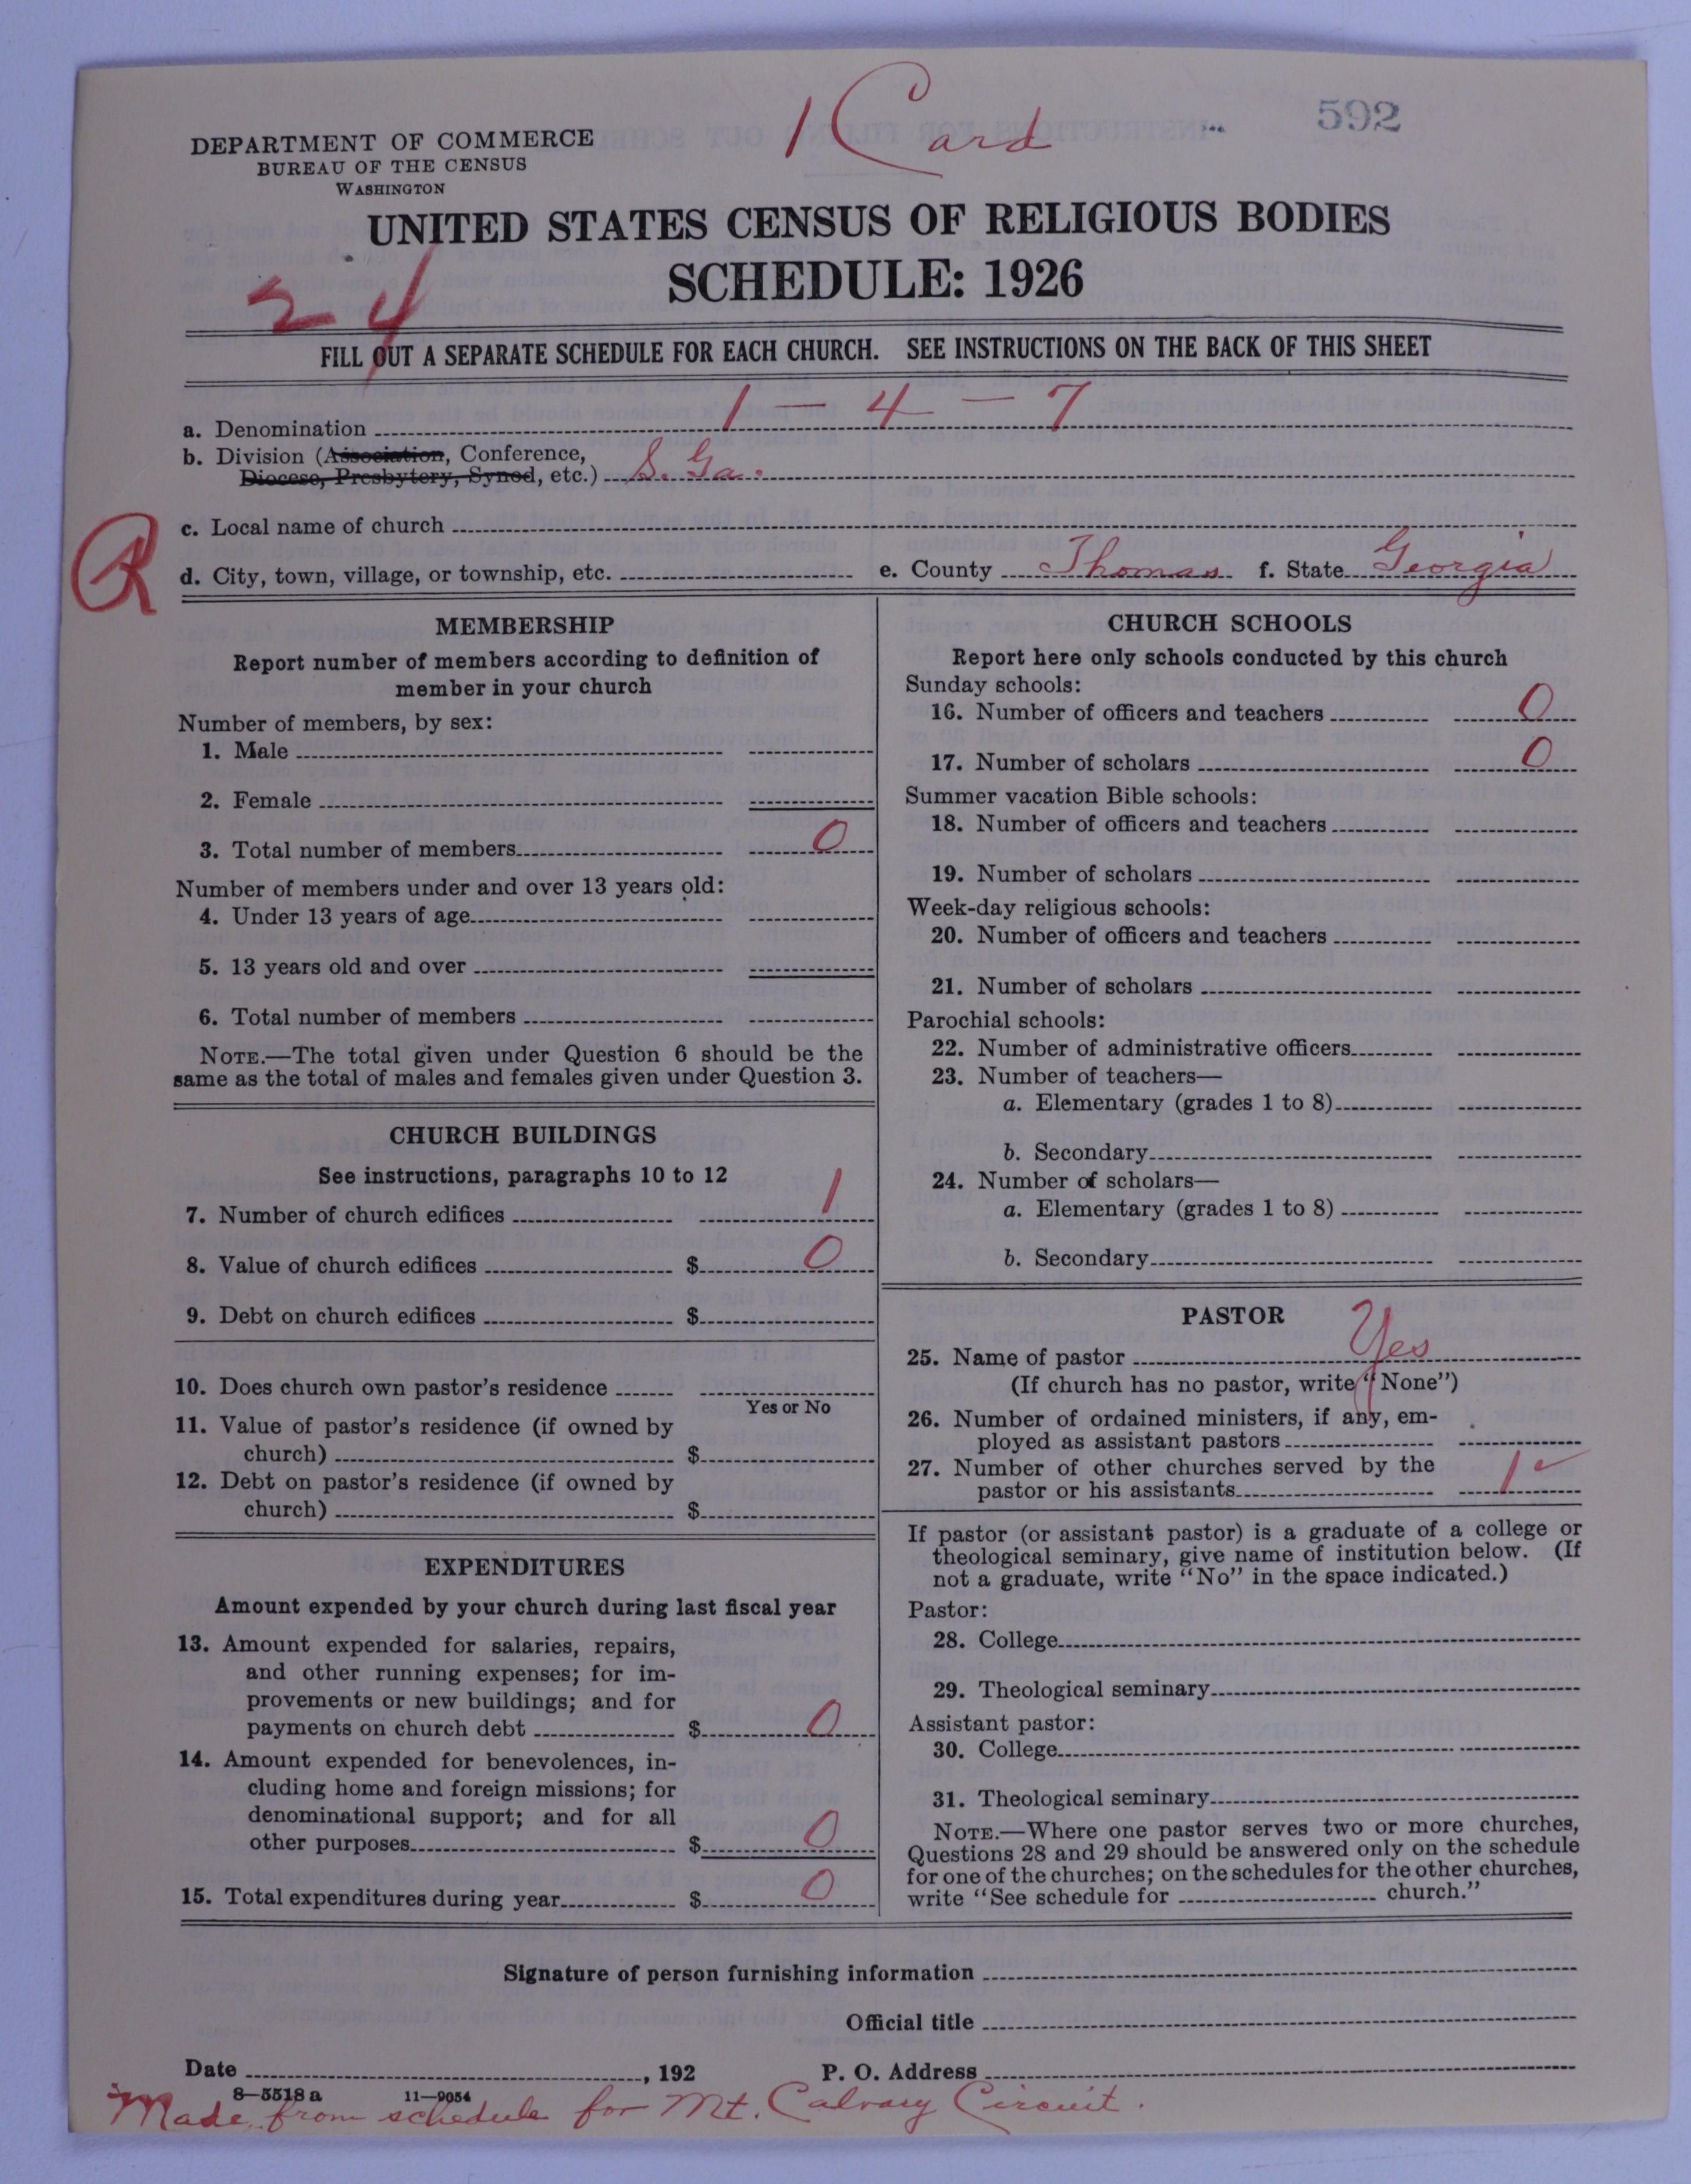 1 Card
592
DEPARTMENT OF COMMERCE
BUREAU OF THE CENSUS
WASHINGTON
UNITED STATES CENSUS OF RELIGIOUS BODIES
SCHEDULE: 1926
24
FILL OUT A SEPARATE SCHEDULE FOR EACH CHURCH. SEE INSTRUCTIONS ON THE BACK OF THIS SHEET
a. Denomination 1 — 4 — 7
b. Division (Association, Conference,
Diocese, Presbytery, Synod, etc.) S. Ga.
c. Local name of church
R
d. City, town, village, or township, etc. e. County Thomas f. State Georgia
MEMBERSHIP
Report number of members according to definition of
member in your church
Number of members, by sex:
1. Male
2. Female
3. Total number of members 0
Number of members under and over 13 years old:
4. Under 13 years of age
5. 13 years old and over
6. Total number of members
NOTE.—The total given under Question 6 should be the
same as the total of males and females given under Question 3.
CHURCH BUILDINGS
See instructions, paragraphs 10 to 12
7. Number of church edifices 1
8. Value of church edifices $ 0
9. Debt on church edifices $
10. Does church own pastor's residence
Yes or No
11. Value of pastor's residence (if owned by
church) $
12. Debt on pastor's residence (if owned by
church) $
EXPENDITURES
Amount expended by your church during last fiscal year
13. Amount expended for salaries, repairs,
and other running expenses; for im-
provements or new buildings; and for
payments on church debt $ 0
14. Amount expended for benevolences, in-
cluding home and foreign missions; for
denominational support; and for all
other purposes $ 0
15. Total expenditures during year $ 0
CHURCH SCHOOLS
Report here only schools conducted by this church
Sunday schools:
16. Number of officers and teachers 0
17. Number of scholars 0
Summer vacation Bible schools:
18. Number of officers and teachers
19. Number of scholars
Week-day religious schools:
20. Number of officers and teachers
21. Number of scholars
Parochial schools:
22. Number of administrative officers
23. Number of teachers—
a. Elementary (grades 1 to 8)
b. Secondary
24. Number of scholars—
a. Elementary (grades 1 to 8)
b. Secondary
PASTOR
25. Name of pastor Yes
(If church has no pastor, write "None")
26. Number of ordained ministers, if any, em-
ployed as assistant pastors
27. Number of other churches served by the
pastor or his assistants 1 ✓
If pastor (or assistant pastor) is a graduate of a college or
theological seminary, give name of institution below. (If
not a graduate, write "No" in the space indicated.)
Pastor:
28. College
29. Theological seminary
Assistant pastor:
30. College
31. Theological seminary
NOTE.—Where one pastor serves two or more churches,
Questions 28 and 29 should be answered only on the schedule
for one of the churches; on the schedules for the other churches,
write "See schedule for church."
Signature of person furnishing information
Official title
Date , 192 P. O. Address
8—5518 a 11—9054
Made from schedule for Mt. Calvary Circuit.